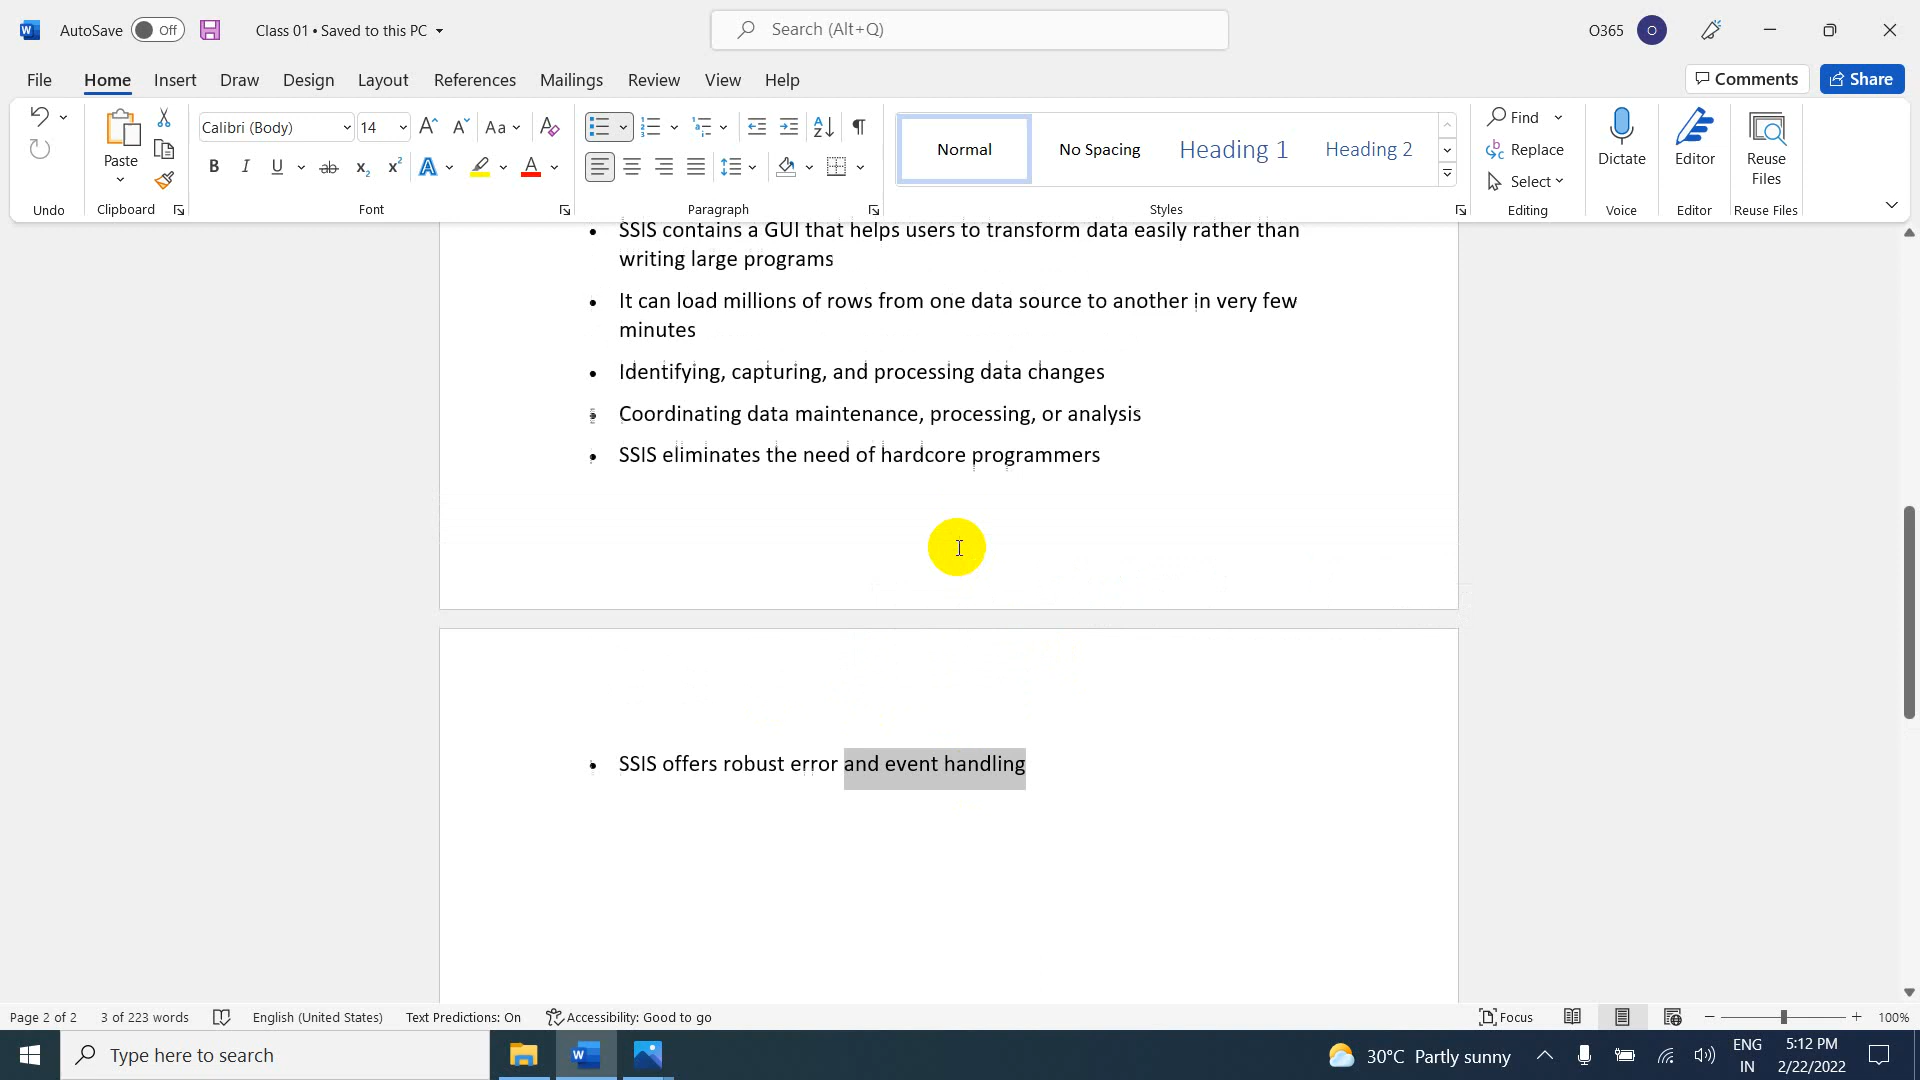 AutoSave Off Class 01 • Saved to this PC Search (Alt+Q) O365 O
File Home Insert Draw Design Layout References Mailings Review View Help Comments Share
Calibri (Body) 14 Aa
Paste
Undo Clipboard Font Paragraph
Normal No Spacing Heading 1 Heading 2
Styles
Find
Replace
Select
Editing
Dictate
Voice
Editor
Editor
Reuse
Files
Reuse Files
• SSIS contains a GUI that helps users to transform data easily rather than
writing large programs
• It can load millions of rows from one data source to another in very few
minutes
• Identifying, capturing, and processing data changes
• Coordinating data maintenance, processing, or analysis
• SSIS eliminates the need of hardcore programmers
• SSIS offers robust error and event handling
Page 2 of 2 3 of 223 words English (United States) Text Predictions: On Accessibility: Good to go Focus 100%
Type here to search 30°C Partly sunny ENG 5:12 PM
IN 2/22/2022